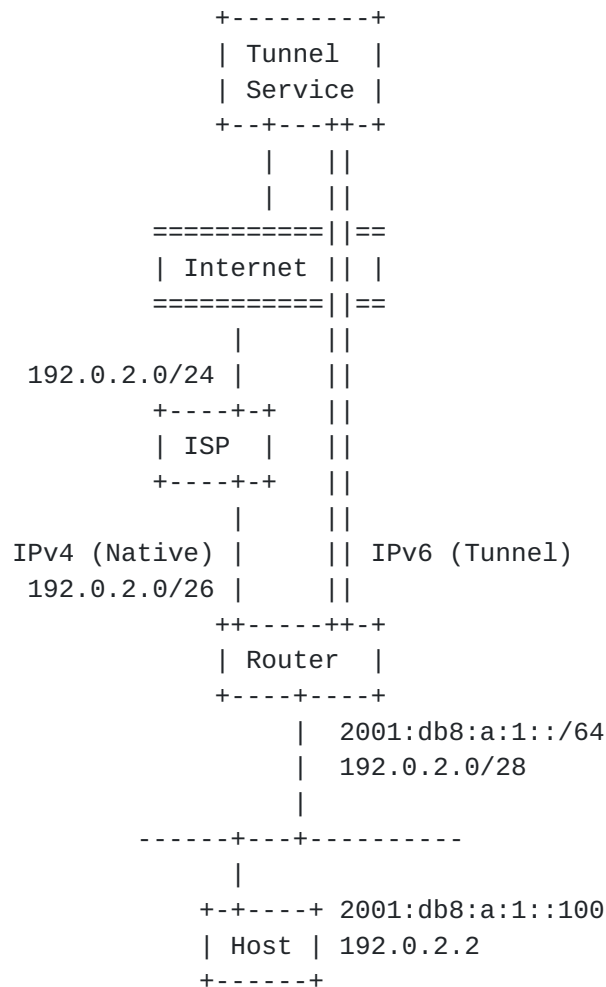 Tunnel
Service
Internet
192.0.2.0/24
ISP
IPv4 (Native) IPv6 (Tunnel)
192.0.2.0/26
Router
2001:db8:a:1::/64
192.0.2.0/28
2001:db8:a:1::100
Host 192.0.2.2